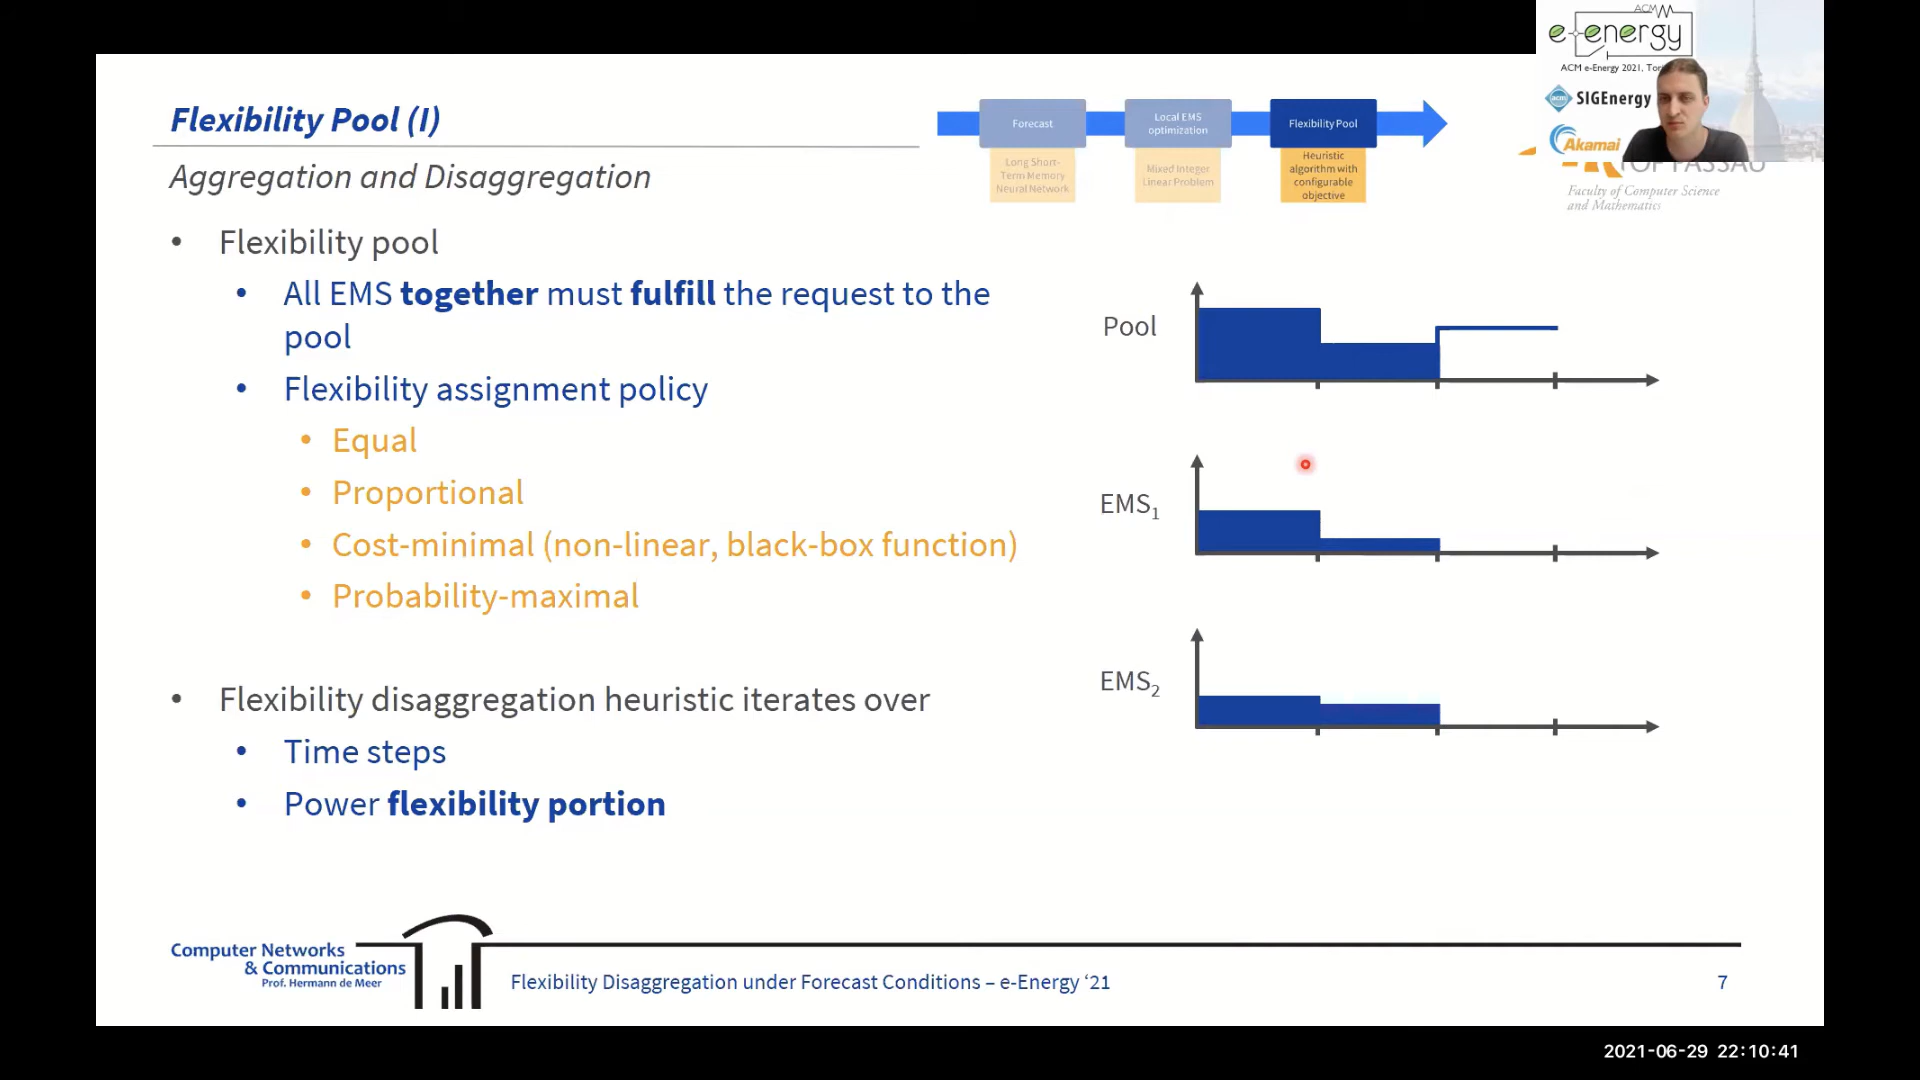 Flexibility Pool (I)
Aggregation and Disaggregation
Forecast
Long Short-
Term Memory
Neural Network
Local EMS
optimization
Mixed Integer
Linear Problem
Flexibility Pool
Heuristic
algorithm with
configurable
objective
ACM
e-energy
ACM e-Energy 2021,
acm SIGEnergy
Akamai
OF PASSAU
Faculty of Computer Science
and Mathematics
• Flexibility pool
• All EMS together must fulfill the request to the
pool
• Flexibility assignment policy
• Equal
• Proportional
• Cost-minimal (non-linear, black-box function)
• Probability-maximal
• Flexibility disaggregation heuristic iterates over
• Time steps
• Power flexibility portion
Pool
EMS1
EMS2
Computer Networks
& Communications
Prof. Hermann de Meer
Flexibility Disaggregation under Forecast Conditions – e-Energy ‘21
7
2021-06-29 22:10:41